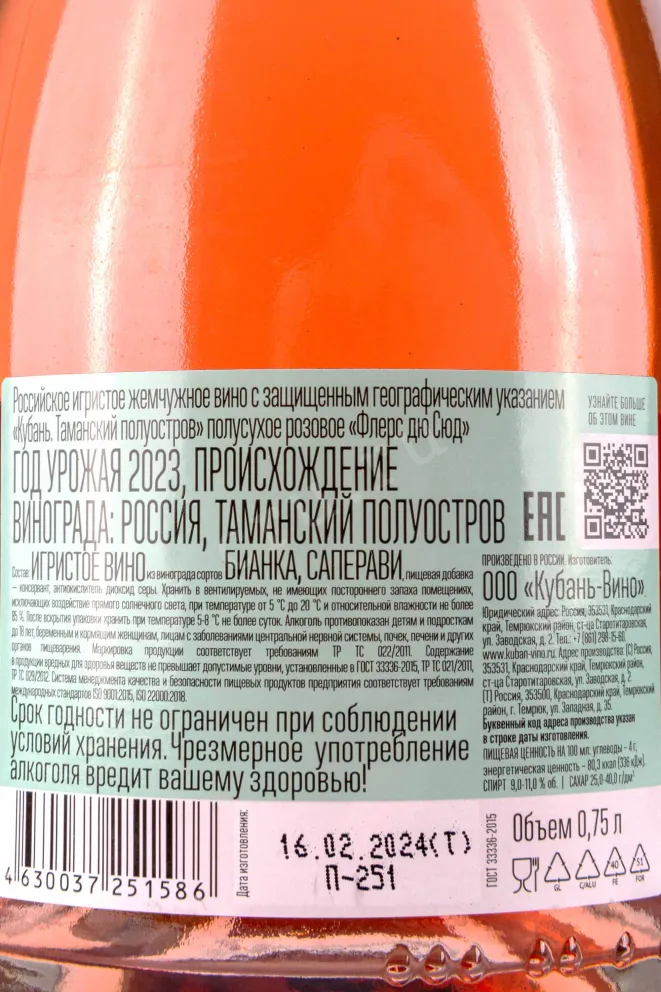 Российское игристое жемчужное вино с защищенным географическим указанием
«Кубань. Таманский полуостров» полусухое розовое «Флерс дю Сюд»
ГОД УРОЖАЯ 2023, ПРОИСХОЖДЕНИЕ
ВИНОГРАДА: РОССИЯ, ТАМАНСКИЙ ПОЛУОСТРОВ
Состав: ИГРИСТОЕ ВИНО из винограда сортов БИАНКА, САПЕРАВИ, пищевая добавка
– консервант, антиокислитель диоксид серы. Хранить в вентилируемых, не имеющих постороннего запаха помещениях,
исключающих воздействие прямого солнечного света, при температуре от 5 °С до 20 °С и относительной влажности не более
85 %. После вскрытия упаковки хранить при температуре 5-8 °С не более суток. Алкоголь противопоказан детям и подросткам
до 18 лет, беременным и кормящим женщинам, лицам с заболеваниями центральной нервной системы, почек, печени и других
органов пищеварения. Маркировка продукции соответствует требованиям ТР ТС 022/2011. Содержание
в продукции вредных для здоровья веществ не превышает допустимые уровни, установленные в ГОСТ 33336-2015, ТР ТС 021/2011,
ТР ТС 029/2012. Система менеджмента качества и безопасности пищевых продуктов предприятия соответствует требованиям
международных стандартов ISO 9001:2015, ISO 22000:2018.
Срок годности не ограничен при соблюдении
условий хранения. Чрезмерное употребление
алкоголя вредит вашему здоровью!
УЗНАЙТЕ БОЛЬШЕ
ОБ ЭТОМ ВИНЕ
ЕАС
ПРОИЗВЕДЕНО В РОССИИ. Изготовитель:
ООО «Кубань-Вино».
Юридический адрес: Россия, 353531, Краснодарский
край, Темрюкский район, ст-ца Старотитаровская,
ул. Заводская, д. 2. Тел.: +7 (861) 298-5-60.
www.kuban-vino.ru. Адрес производства: (С) Россия,
353531, Краснодарский край, Темрюкский район,
ст-ца Старотитаровская, ул. Заводская, д. 2
(Т) Россия, 353500, Краснодарский край, Темрюкский
район, г. Темрюк, ул. Западная, д. 35.
Буквенный код адреса производства указан
в строке даты изготовления.
ПИЩЕВАЯ ЦЕННОСТЬ НА 100 мл: углеводы – 4 г,
энергетическая ценность – 80,3 ккал (336 кДж).
СПИРТ 9,0-11,0 % об. | САХАР 25,0-40,0 г/дм³
4 630037 251586
Дата изготовления:
16.02.2024(Т)
П-251
ГОСТ 33336-2015
Объем 0,75 л
GL
C/ALU
40
FE
51
FOR